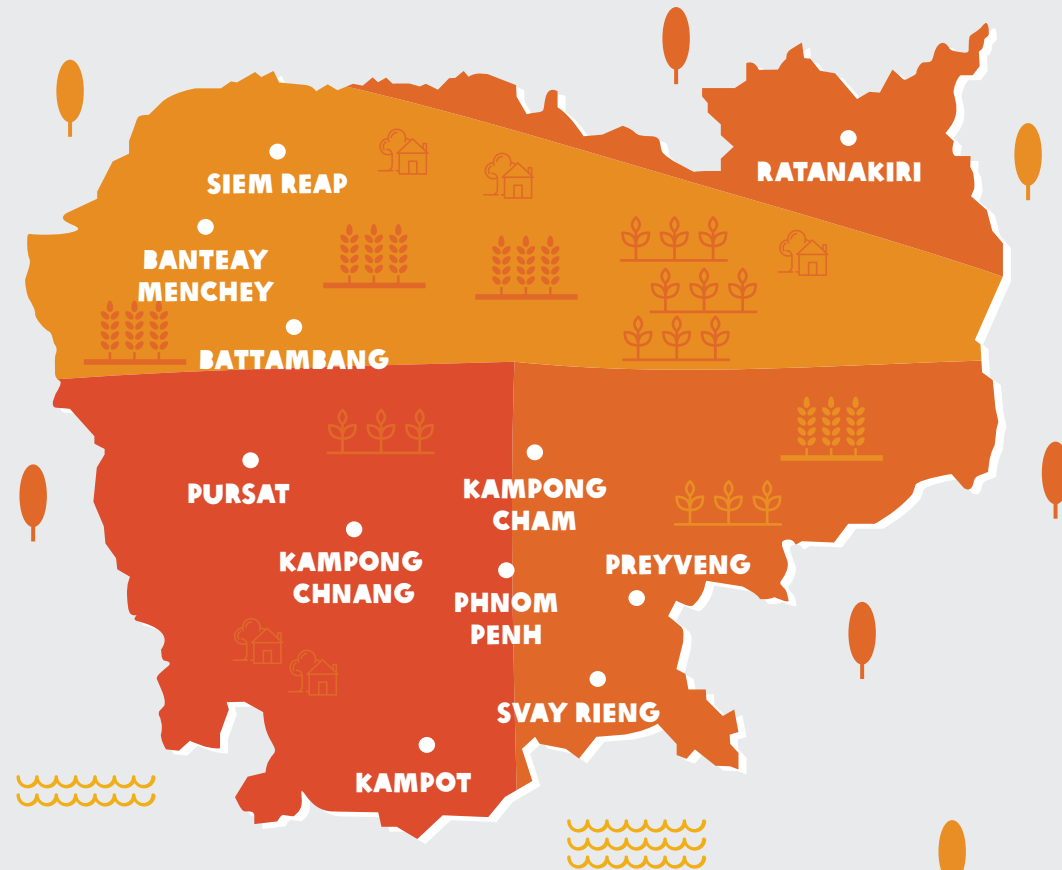 RATANAKIRI
SIEM REAP
BANTEAY
MENCHEY
BATTAMBANG
PURSAT
KAMPONG
CHAM
KAMPONG
CHNANG
PREYVENG
PHNOM
PENH
SVAY RIENG
KAMPOT